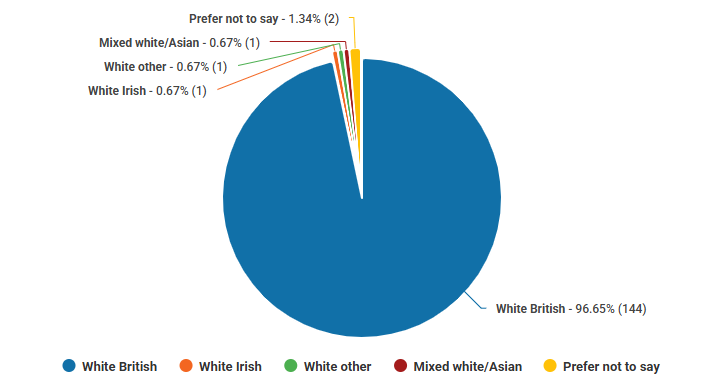 Prefer not to say - 1.34% (2)
Mixed white/Asian - 0.67% (1)
White other - 0.67% (1)
White Irish - 0.67% (1)
White British - 96.65% (144)
White British White Irish White other Mixed white/Asian Prefer not to say